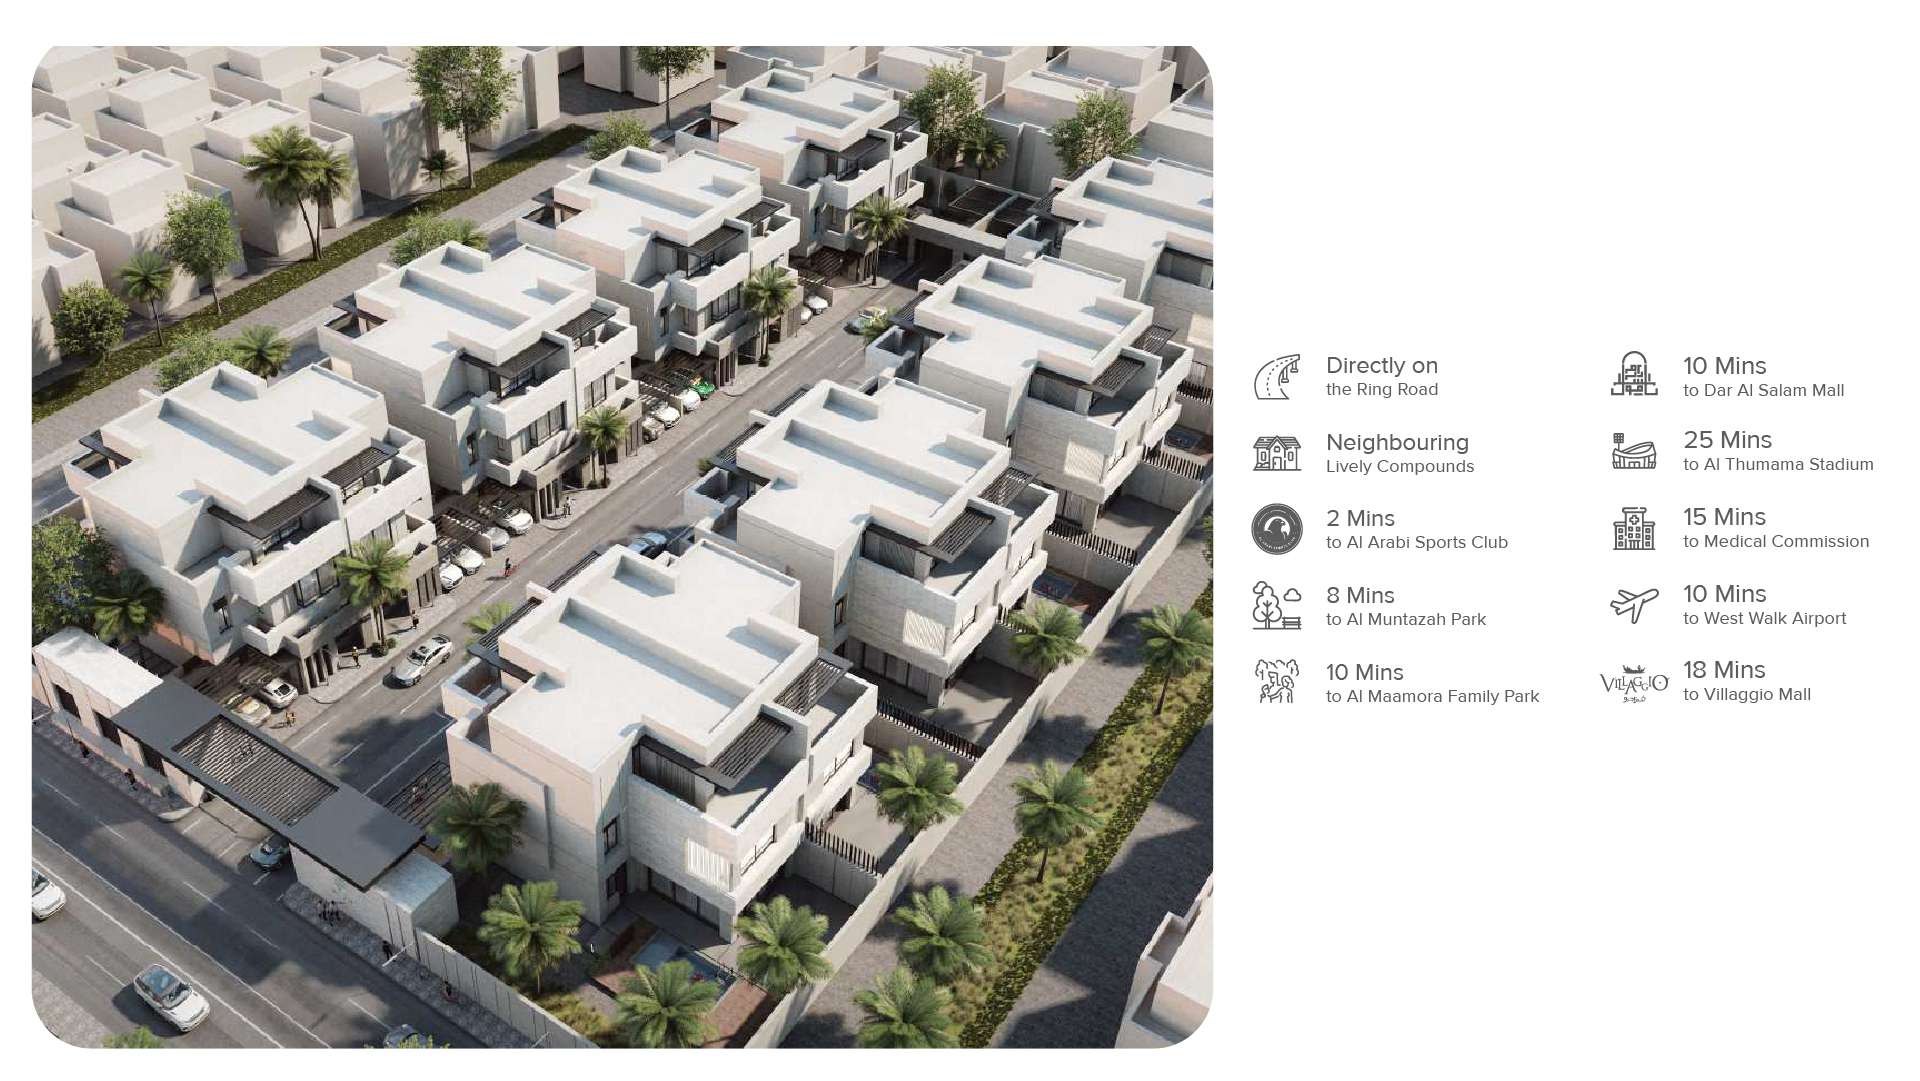 Directly on
the Ring Road
Neighbouring
Lively Compounds
2 Mins
to Al Arabi Sports Club
8 Mins
to Al Muntazah Park
10 Mins
to Al Maamora Family Park
10 Mins
to Dar Al Salam Mall
25 Mins
to Al Thumama Stadium
15 Mins
to Medical Commission
10 Mins
to West Walk Airport
VILLAGGIO
18 Mins
to Villaggio Mall